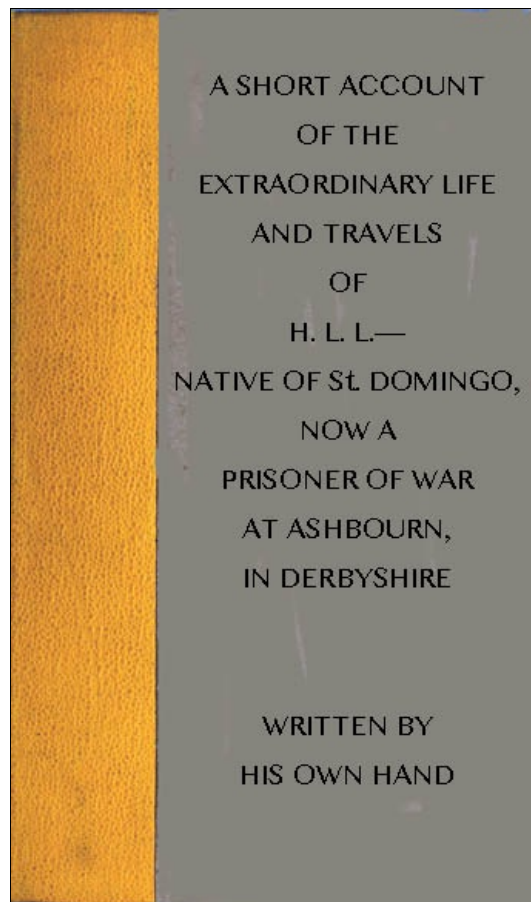 A SHORT ACCOUNT
OF THE
EXTRAORDINARY LIFE
AND TRAVELS
OF
H. L. L.—
NATIVE OF St. DOMINGO,
NOW A
PRISONER OF WAR
AT ASHBOURN,
IN DERBYSHIRE
WRITTEN BY
HIS OWN HAND